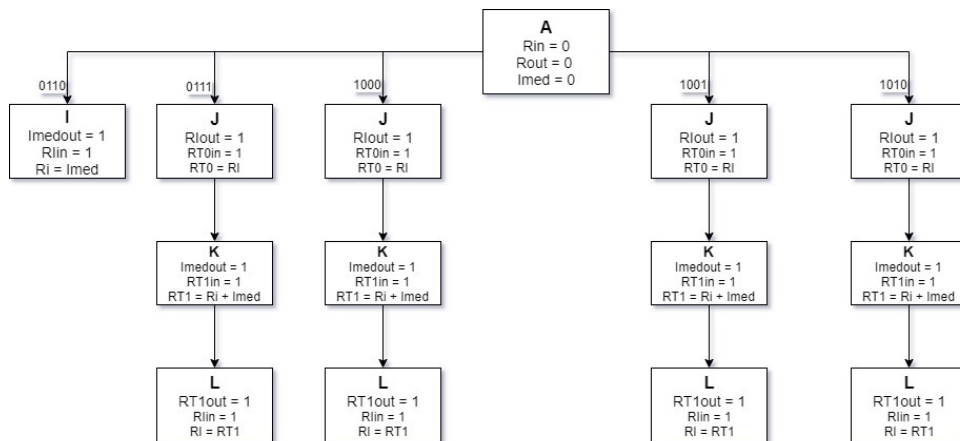 A
Rin = 0
Rout = 0
Imed = 0
0110
0111
1000
1001
1010
I
Imedout = 1
RIin = 1
Ri = Imed
J
RIout = 1
RT0in = 1
RT0 = RI
J
RIout = 1
RT0in = 1
RT0 = RI
J
RIout = 1
RT0in = 1
RT0 = RI
J
RIout = 1
RT0in = 1
RT0 = RI
K
Imedout = 1
RT1in = 1
RT1 = Ri + Imed
K
Imedout = 1
RT1in = 1
RT1 = Ri + Imed
K
Imedout = 1
RT1in = 1
RT1 = Ri + Imed
K
Imedout = 1
RT1in = 1
RT1 = Ri + Imed
L
RT1out = 1
RIin = 1
RI = RT1
L
RT1out = 1
RIin = 1
RI = RT1
L
RT1out = 1
RIin = 1
RI = RT1
L
RT1out = 1
RIin = 1
RI = RT1